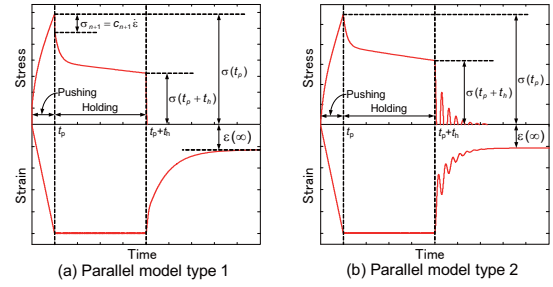 σn+1 = cn+1 ε̇
Stress
σ(tp)
σ(tp + th)
Pushing
Holding
tp
tp+th
ε(∞)
Strain
Time
(a) Parallel model type 1
Stress
σ(tp)
σ(tp + th)
Pushing
Holding
tp
tp+th
ε(∞)
Strain
Time
(b) Parallel model type 2